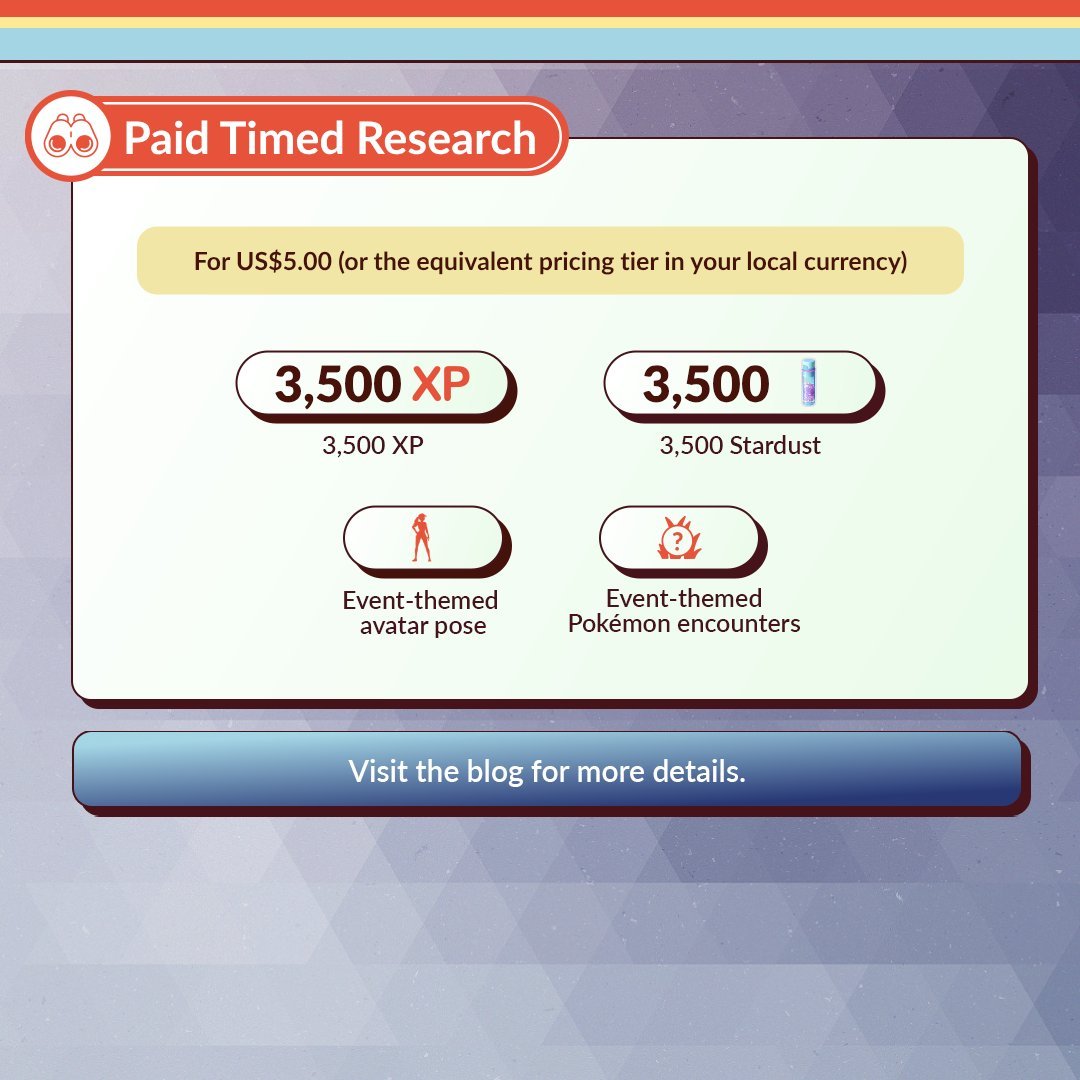 Paid Timed Research
For US$5.00 (or the equivalent pricing tier in your local currency)
3,500 XP
3,500
3,500 XP
3,500 Stardust
?
Event-themed
avatar pose
Event-themed
Pokémon encounters
Visit the blog for more details.